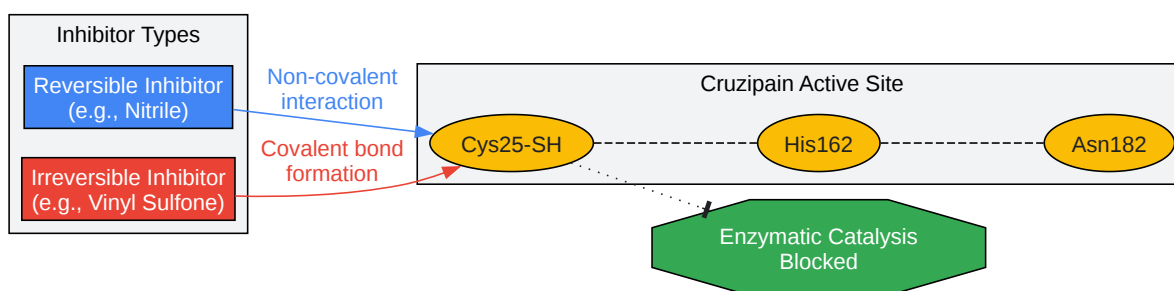 Inhibitor Types
Reversible Inhibitor
(e.g., Nitrile)
Irreversible Inhibitor
(e.g., Vinyl Sulfone)
Non-covalent
interaction
Covalent bond
formation
Cruzipain Active Site
Cys25-SH
His162
Asn182
Enzymatic Catalysis
Blocked